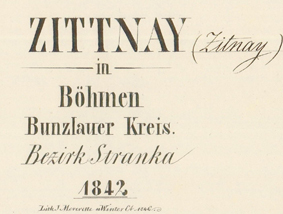 ZITTNAY (Zitnay)
in
Böhmen
Bunzlauer Kreis.
Bezirk Stranka
1842